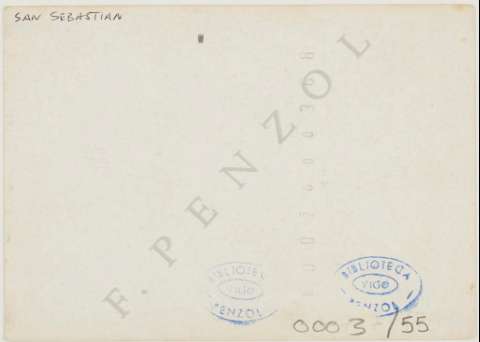 SAN SEBASTIAN
F. PENZOL
BIBLIOTECA
VIGO
PENZOL
BIBLIOTECA
VIGO
PENZOL
0003-/55